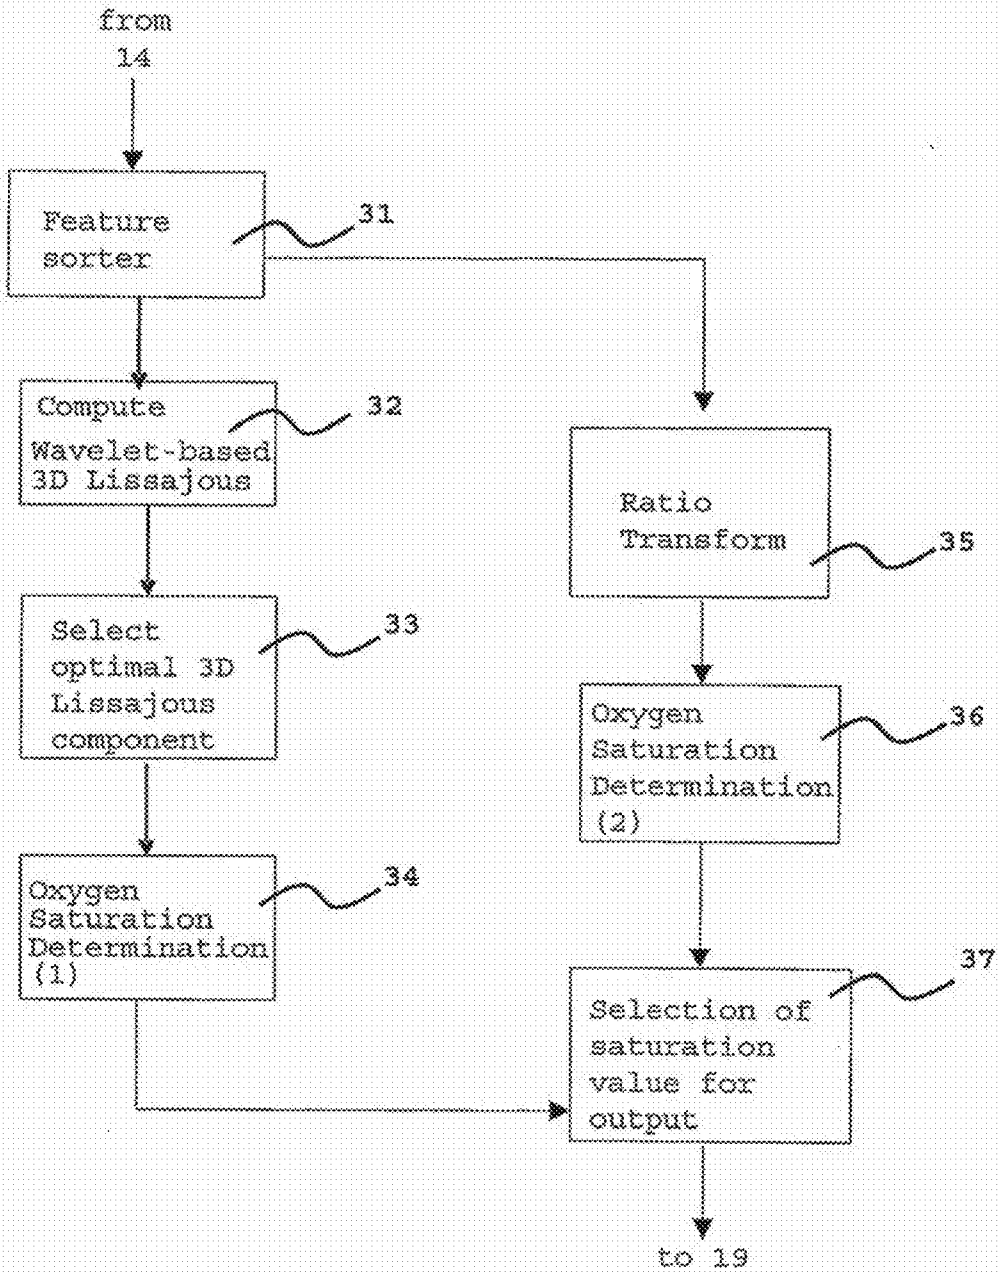 from
14
Feature
sorter
31
Compute
Wavelet-based
3D Lissajous
32
Select
optimal 3D
Lissajous
component
33
Oxygen
Saturation
Determination
(1)
34
Ratio
Transform
35
Oxygen
Saturation
Determination
(2)
36
Selection of
saturation
value for
output
37
to 19